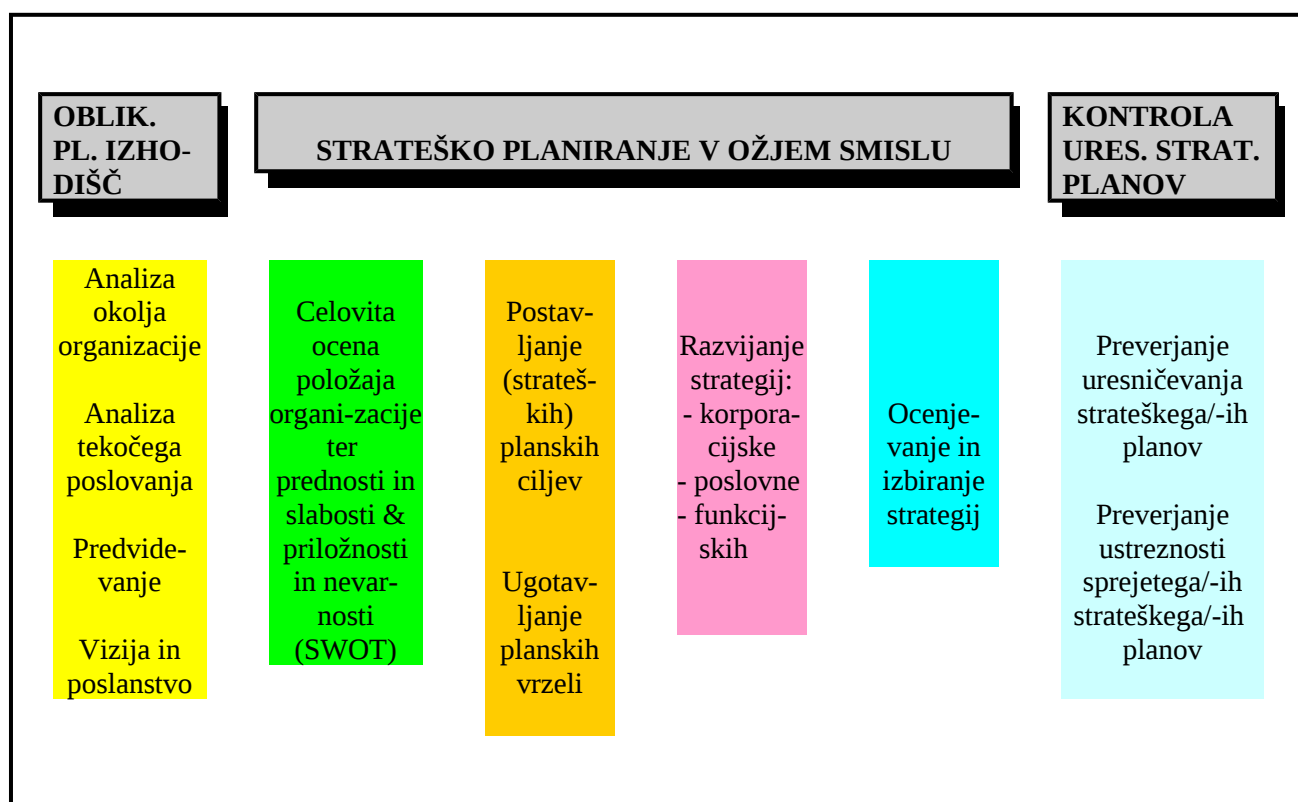 OBLIK.
PL. IZHO-
DIŠČ
STRATEŠKO PLANIRANJE V OŽJEM SMISLU
KONTROLA
URES. STRAT.
PLANOV
Analiza
okolja
organizacije
Analiza
tekočega
poslovanja
Predvide-
vanje
Vizija in
poslanstvo
Celovita
ocena
položaja
organi-zacije
ter
prednosti in
slabosti &
priložnosti
in nevar-
nosti
(SWOT)
Postav-
ljanje
(strateš-
kih)
planskih
ciljev
Ugotav-
ljanje
planskih
vrzeli
Razvijanje
strategij:
- korpora-
cijske
- poslovne
- funkcij-
skih
Ocenje-
vanje in
izbiranje
strategij
Preverjanje
uresničevanja
strateškega/-ih
planov
Preverjanje
ustreznosti
sprejetega/-ih
strateškega/-ih
planov